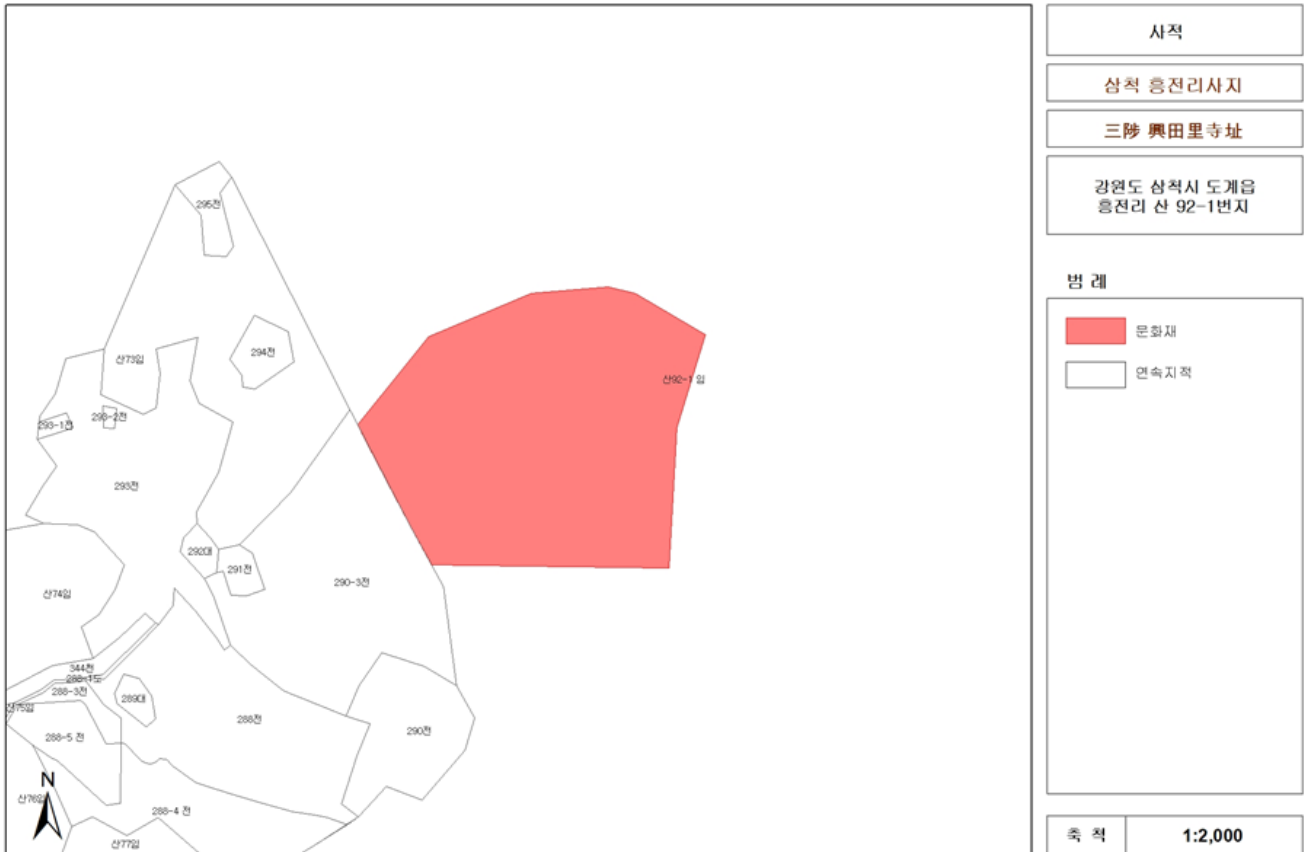 사적
삼척 흥전리사지
三陟 興田里寺址
강원도 삼척시 도계읍
흥전리 산 92-1번지
범 례
문화재
연속지적
축 척
1:2,000
295전
294전
산73임
293-2전
293-1전
293전
산92-1 임
292대
291전
290-3전
산74임
344전
288-1도
288-3전
289대
산75임
288전
288-5 전
290전
N
산76임
288-4 전
산77임